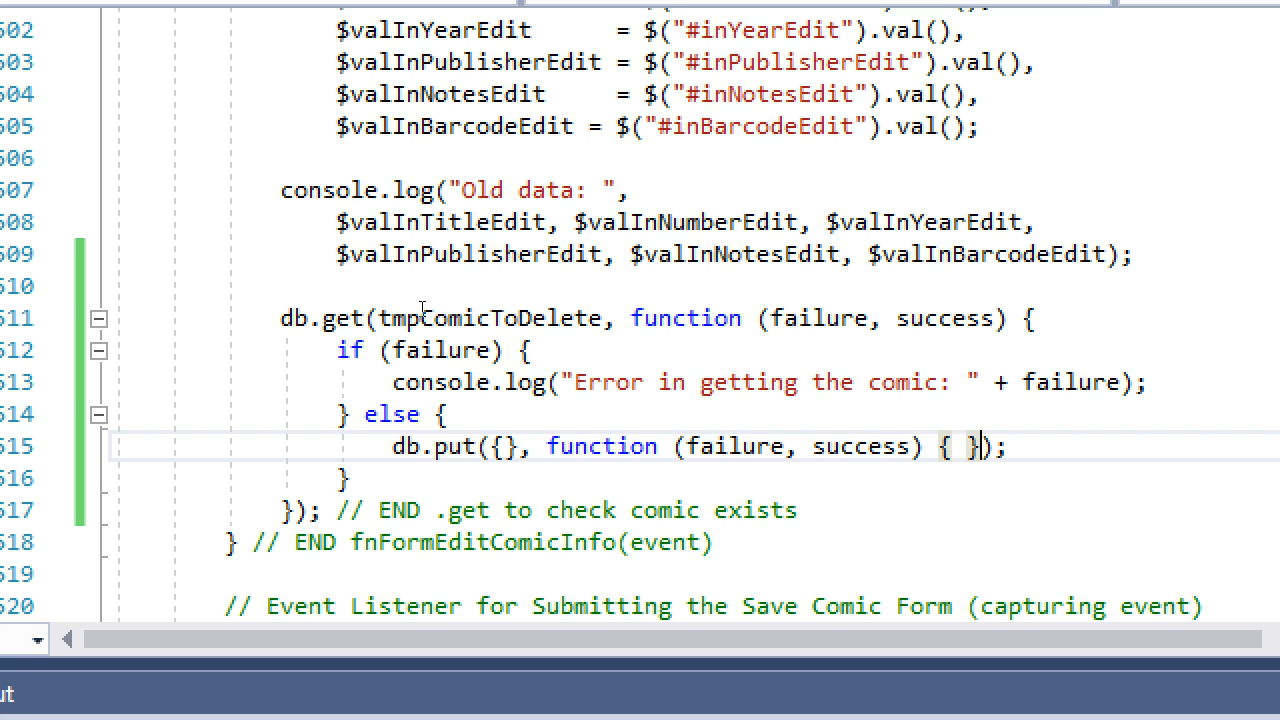 502 $valInYearEdit = $("#inYearEdit").val(),
503 $valInPublisherEdit = $("#inPublisherEdit").val(),
504 $valInNotesEdit = $("#inNotesEdit").val(),
505 $valInBarcodeEdit = $("#inBarcodeEdit").val();
506
507 console.log("Old data: ",
508 $valInTitleEdit, $valInNumberEdit, $valInYearEdit,
509 $valInPublisherEdit, $valInNotesEdit, $valInBarcodeEdit);
510
511 db.get(tmpComicToDelete, function (failure, success) {
512 if (failure) {
513 console.log("Error in getting the comic: " + failure);
514 } else {
515 db.put({}, function (failure, success) { });
516 }
517 }); // END .get to check comic exists
518 } // END fnFormEditComicInfo(event)
519
520 // Event Listener for Submitting the Save Comic Form (capturing event)
ut